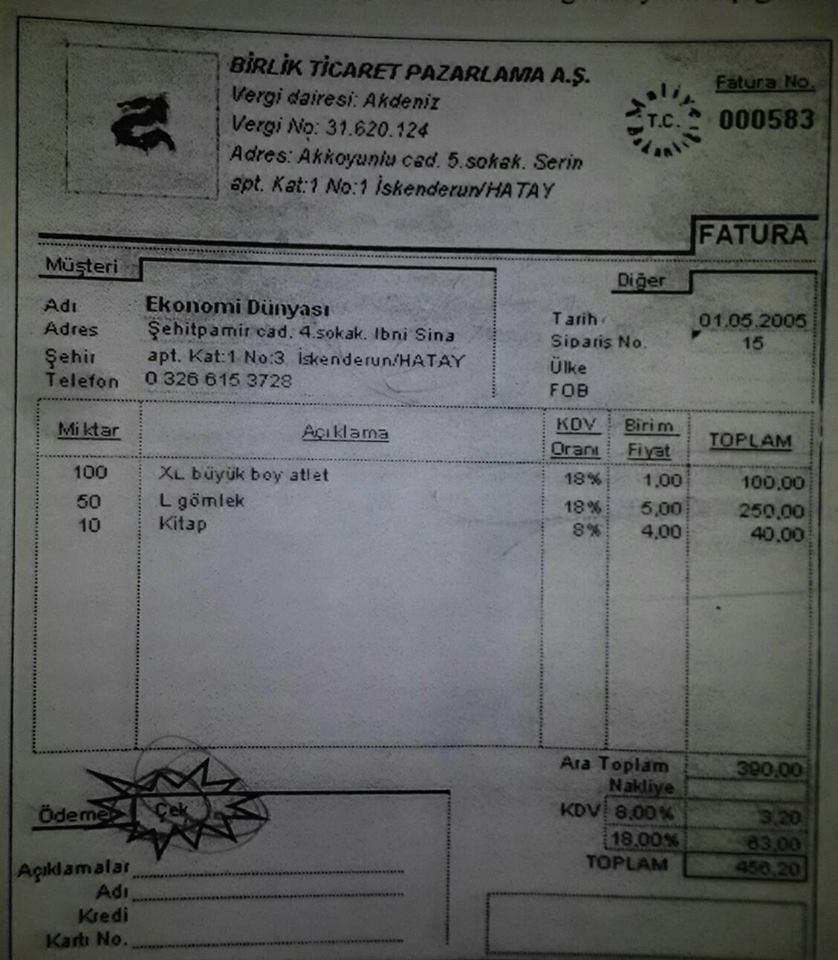 BİRLİK TİCARET PAZARLAMA A.Ş.
Vergi dairesi: Akdeniz
Vergi No: 31.620.124
Adres: Akkoyunlu cad. 5.sokak. Serin
apt. Kat:1 No:1 İskenderun/HATAY
Maliye
T.C.
Bakanlığı
Fatura No.
000583
FATURA
Müşteri
Adı Ekonomi Dünyası
Adres Şehitpamir cad. 4.sokak. Ibni Sina
Şehir apt. Kat:1 No:3 İskenderun/HATAY
Telefon 0 326 615 3728
Diğer
Tarih 01.05.2005
Sipariş No. 15
Ülke
FOB
Miktar Açıklama KDV Oranı Birim Fiyat TOPLAM
100 XL büyük boy atlet 18% 1,00 100,00
50 L gömlek 18% 5,00 250,00
10 Kitap 8% 4,00 40,00
Ara Toplam 390,00
Nakliye
KDV 8,00% 3,20
18,00% 63,00
TOPLAM 456,20
Ödeme Çek
Açıklamalar
Adı
Kredi
Kartı No.